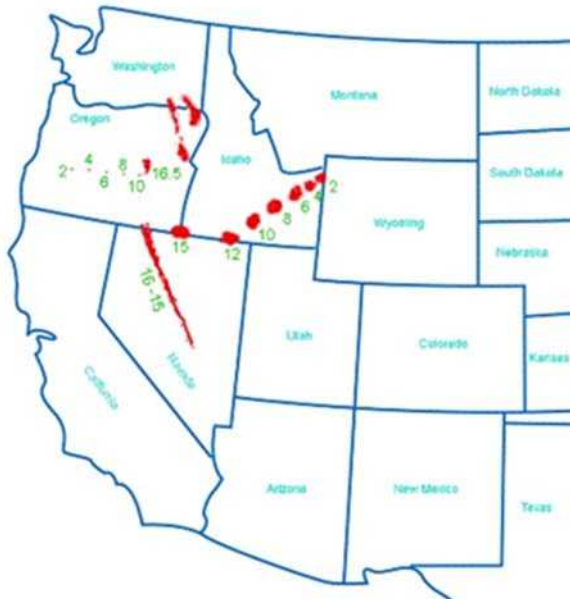 Washington
Montana
North Dakota
Oregon
Idaho
4
8
16.5
2
6
10
South Dakota
2
4
6
8
10
Wyoming
15
12
Nebraska
16-15
Utah
Colorado
Kansas
Nevada
California
Arizona
New Mexico
Texas